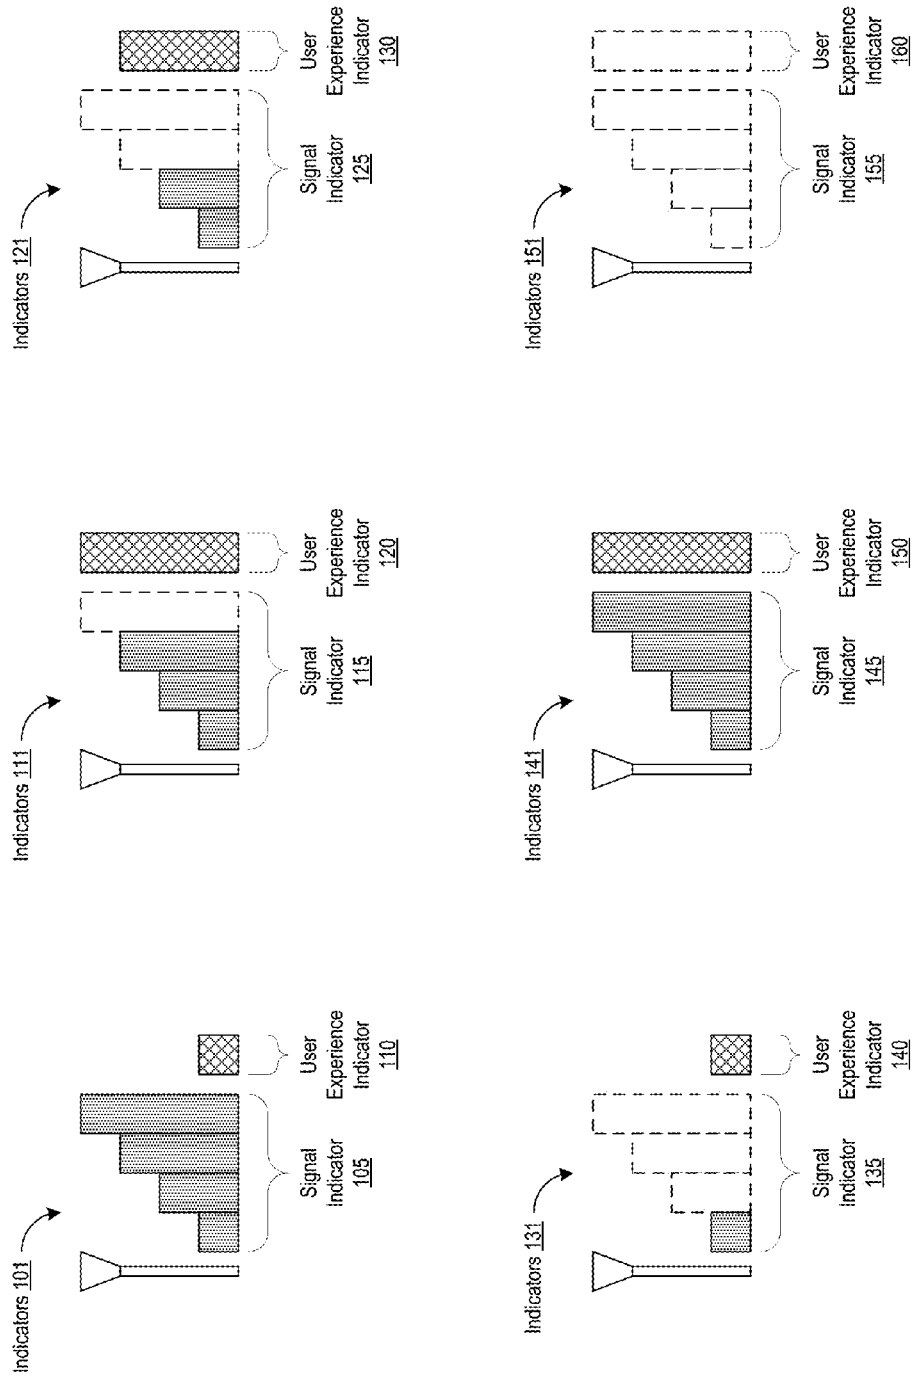 Indicators 101
Signal
Indicator
105
User
Experience
Indicator
110
Indicators 111
Signal
Indicator
115
User
Experience
Indicator
120
Indicators 121
Signal
Indicator
125
User
Experience
Indicator
130
Indicators 131
Signal
Indicator
135
User
Experience
Indicator
140
Indicators 141
Signal
Indicator
145
User
Experience
Indicator
150
Indicators 151
Signal
Indicator
155
User
Experience
Indicator
160